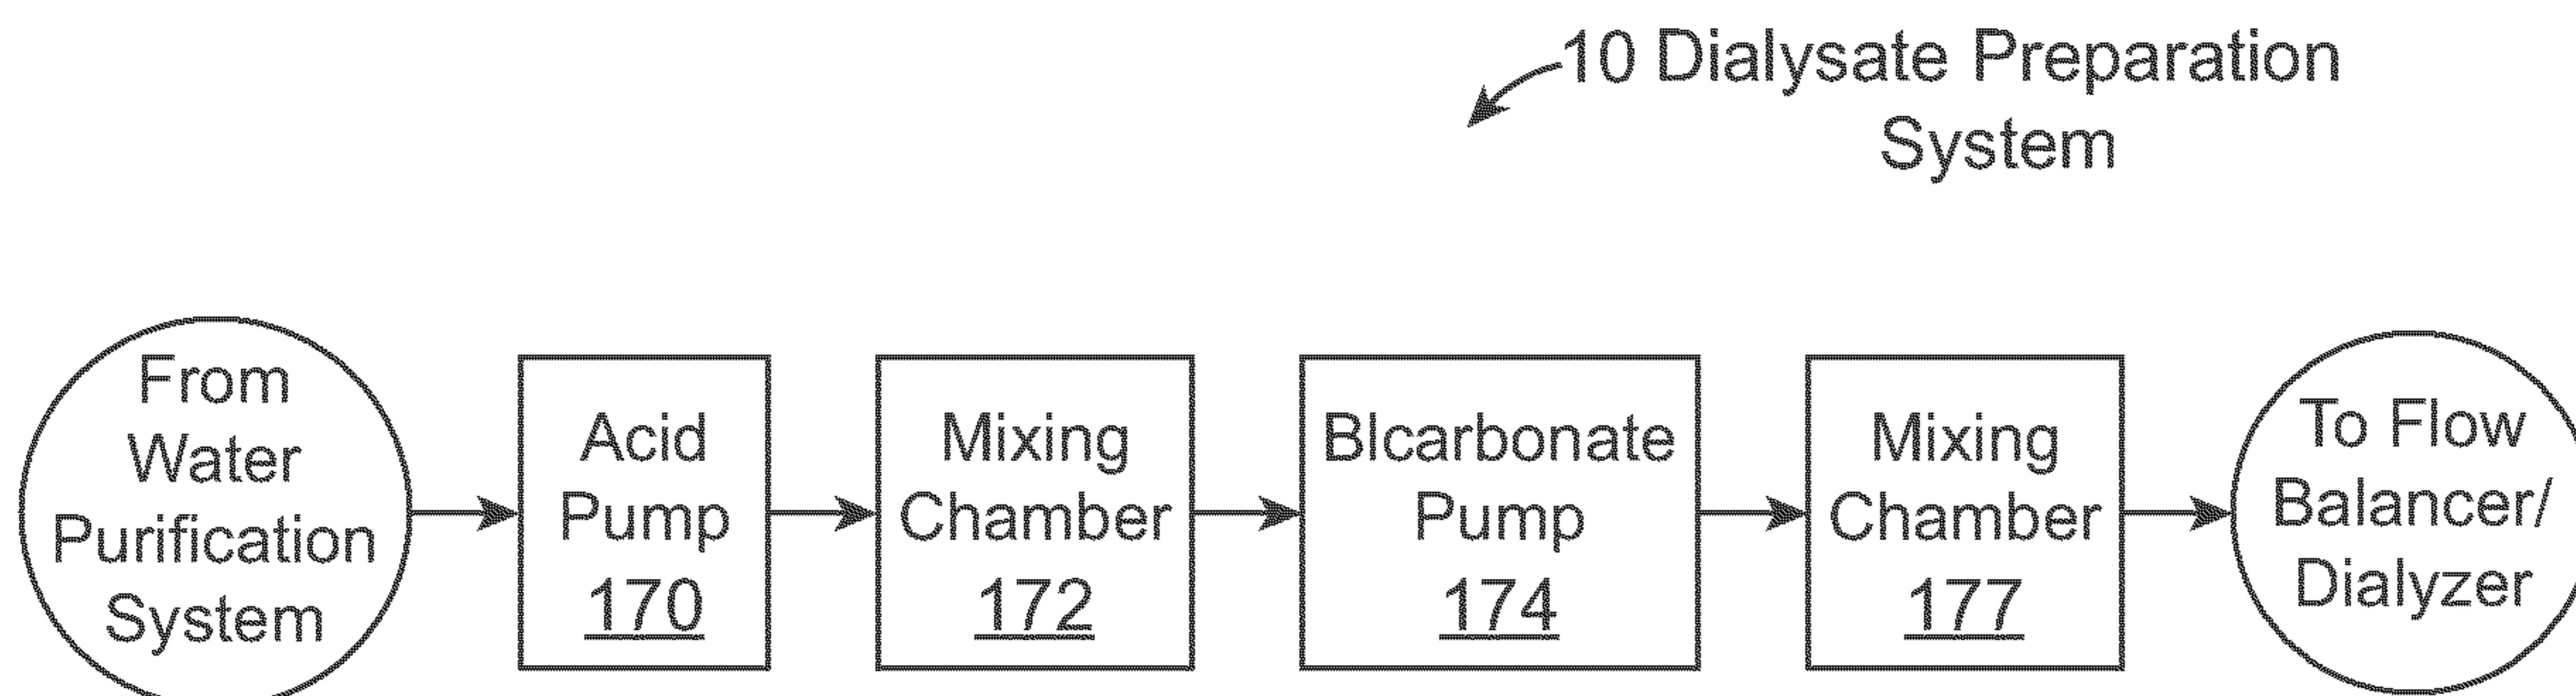 10 Dialysate Preparation
System
From
Water
Purification
System
Acid
Pump
170
Mixing
Chamber
172
BIcarbonate
Pump
174
Mixing
Chamber
177
To Flow
Balancer/
Dialyzer